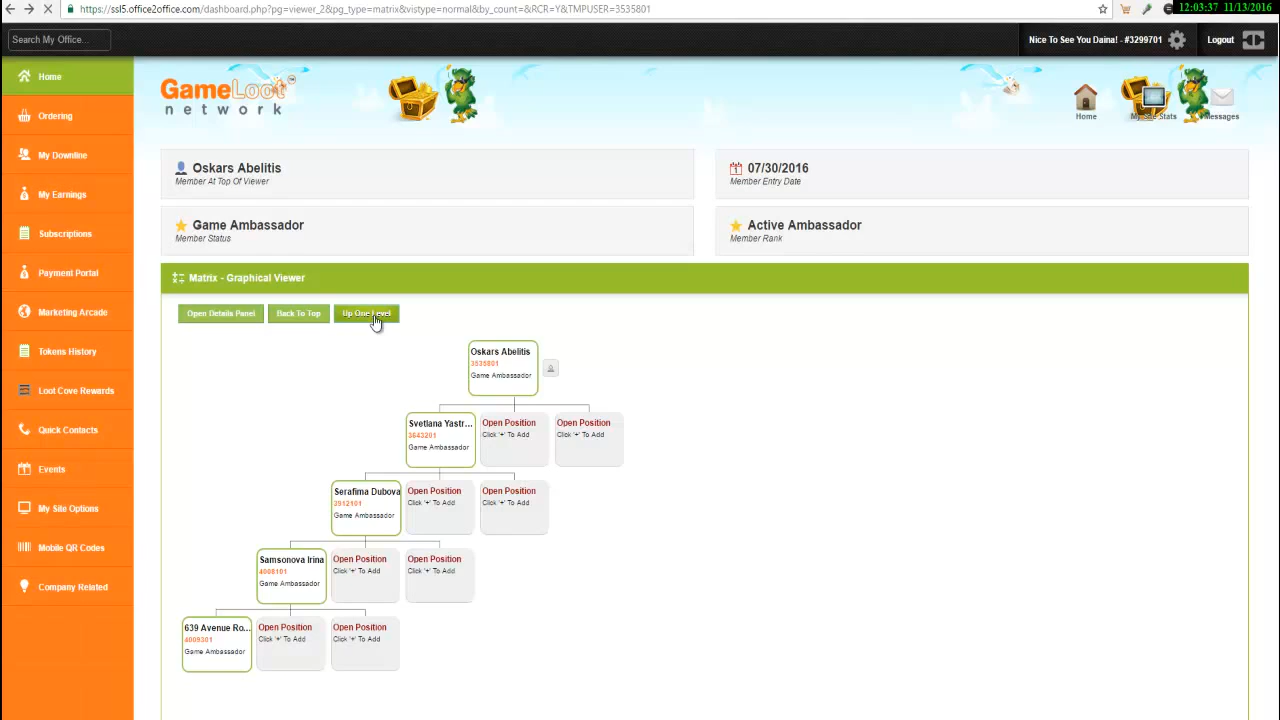 https://ssl5.office2office.com/dashboard.php?pg=viewer_2&pg_type=matrix&vistype=normal&by_count=&RCR=Y&TMPUSER=3535801
12:03:37 11/13/2016
Search My Office...
Nice To See You Daina! - #3299701
Logout
Home
Ordering
My Downline
My Earnings
Subscriptions
Payment Portal
Marketing Arcade
Tokens History
Loot Cove Rewards
Quick Contacts
Events
My Site Options
Mobile QR Codes
Company Related
GameLoot
network
Home
My Site Stats
Messages
Oskars Abelitis
Member At Top Of Viewer
07/30/2016
Member Entry Date
Game Ambassador
Member Status
Active Ambassador
Member Rank
Matrix - Graphical Viewer
Open Details Panel
Back To Top
Up One Level
Oskars Abelitis
3535801
Game Ambassador
Svetlana Yastr...
3643201
Game Ambassador
Open Position
Click '+' To Add
Open Position
Click '+' To Add
Serafima Dubova
3912101
Game Ambassador
Open Position
Click '+' To Add
Open Position
Click '+' To Add
Samsonova Irina
4008101
Game Ambassador
Open Position
Click '+' To Add
Open Position
Click '+' To Add
639 Avenue Ro...
4009301
Game Ambassador
Open Position
Click '+' To Add
Open Position
Click '+' To Add